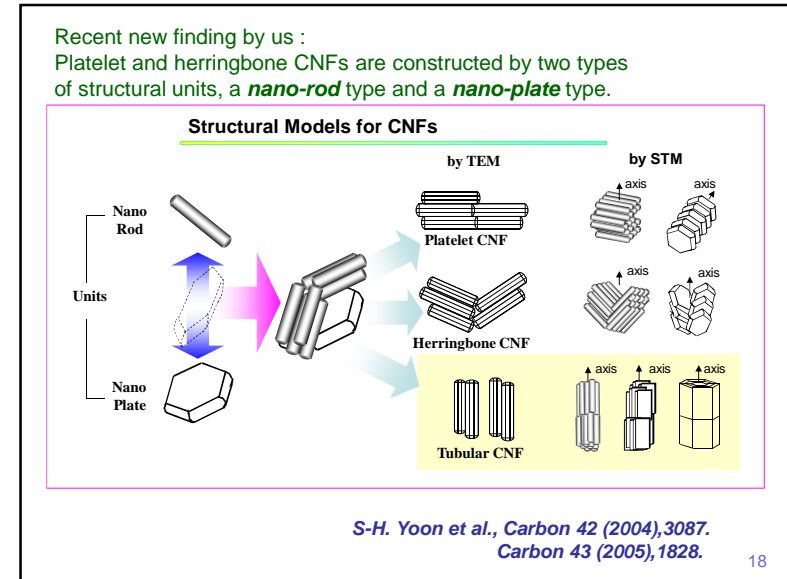 Recent new finding by us :
Platelet and herringbone CNFs are constructed by two types
of structural units, a nano-rod type and a nano-plate type.
Structural Models for CNFs
by TEM
by STM
Nano
Rod
Units
Nano
Plate
Platelet CNF
axis
axis
Herringbone CNF
axis
axis
Tubular CNF
axis
axis
axis
S-H. Yoon et al., Carbon 42 (2004),3087.
Carbon 43 (2005),1828.
18